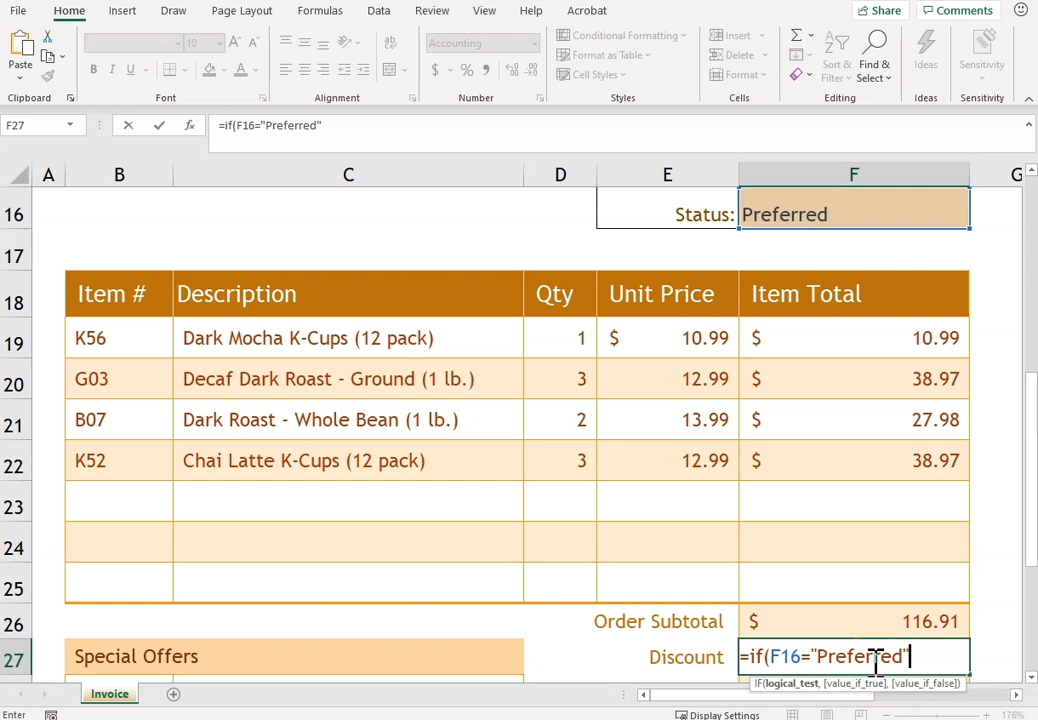 File Home Insert Draw Page Layout Formulas Data Review View Help Acrobat Share Comments
Paste
Clipboard
10
Font
Alignment
Accounting
Number
Conditional Formatting
Format as Table
Cell Styles
Styles
Insert
Delete
Format
Cells
Sort & Filter
Find & Select
Editing
Ideas
Ideas
Sensitivity
Sensitivity
F27 =if(F16="Preferred"
A B C D E F G
16 Status: Preferred
17
18 Item # Description Qty Unit Price Item Total
19 K56 Dark Mocha K-Cups (12 pack) 1 $ 10.99 $ 10.99
20 G03 Decaf Dark Roast - Ground (1 lb.) 3 12.99 $ 38.97
21 B07 Dark Roast - Whole Bean (1 lb.) 2 13.99 $ 27.98
22 K52 Chai Latte K-Cups (12 pack) 3 12.99 $ 38.97
23
24
25
26 Order Subtotal $ 116.91
27 Special Offers Discount =if(F16="Preferred"
IF(logical_test, [value_if_true], [value_if_false])
Invoice
Enter Display Settings 176%